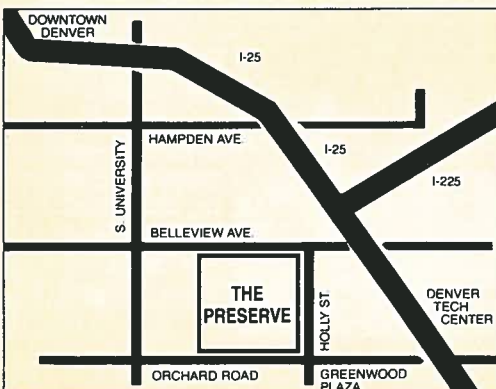 DOWNTOWN
DENVER
I-25
HAMPDEN AVE.
I-25
S. UNIVERSITY
I-225
BELLEVIEW AVE.
THE
PRESERVE
HOLLY ST.
DENVER
TECH
CENTER
ORCHARD ROAD
GREENWOOD
PLAZA